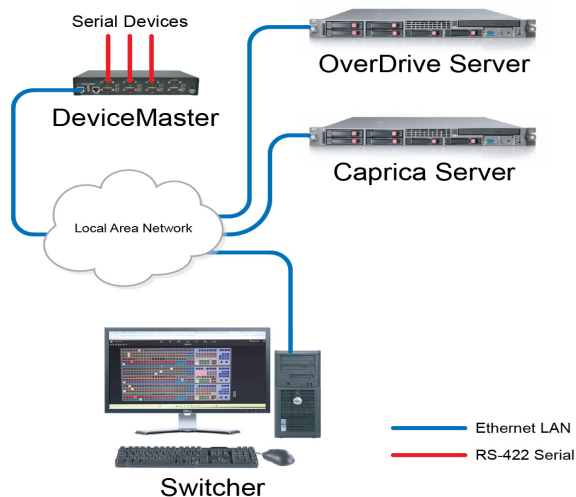 Serial Devices
DeviceMaster
OverDrive Server
Caprica Server
Local Area Network
Switcher
Ethernet LAN
RS-422 Serial